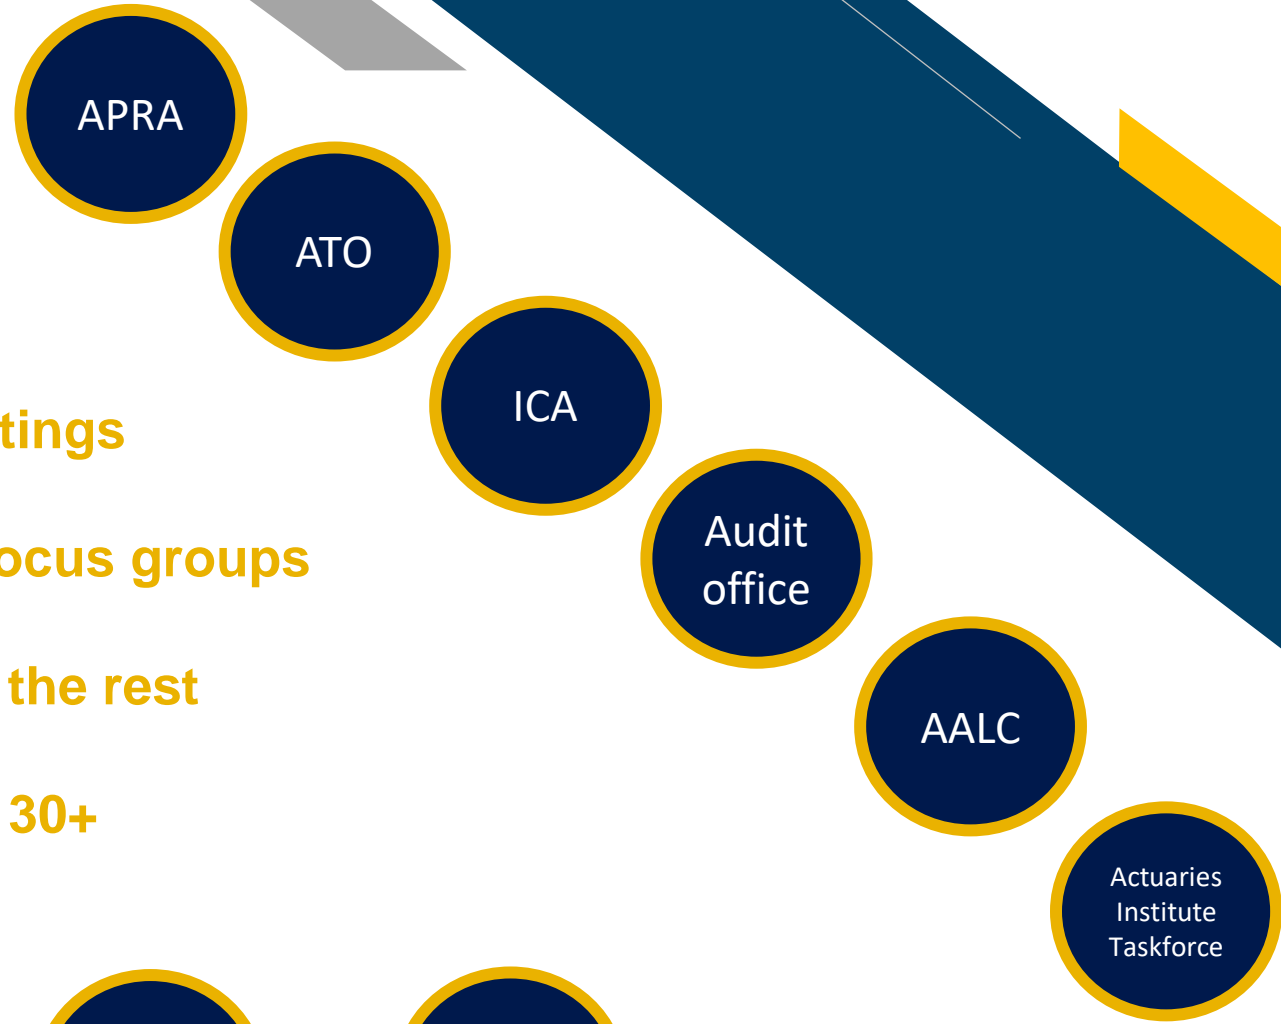 APRA
ATO
ICA
tings
Audit
office
ocus groups
the rest
AALC
30+
Actuaries
Institute
Taskforce